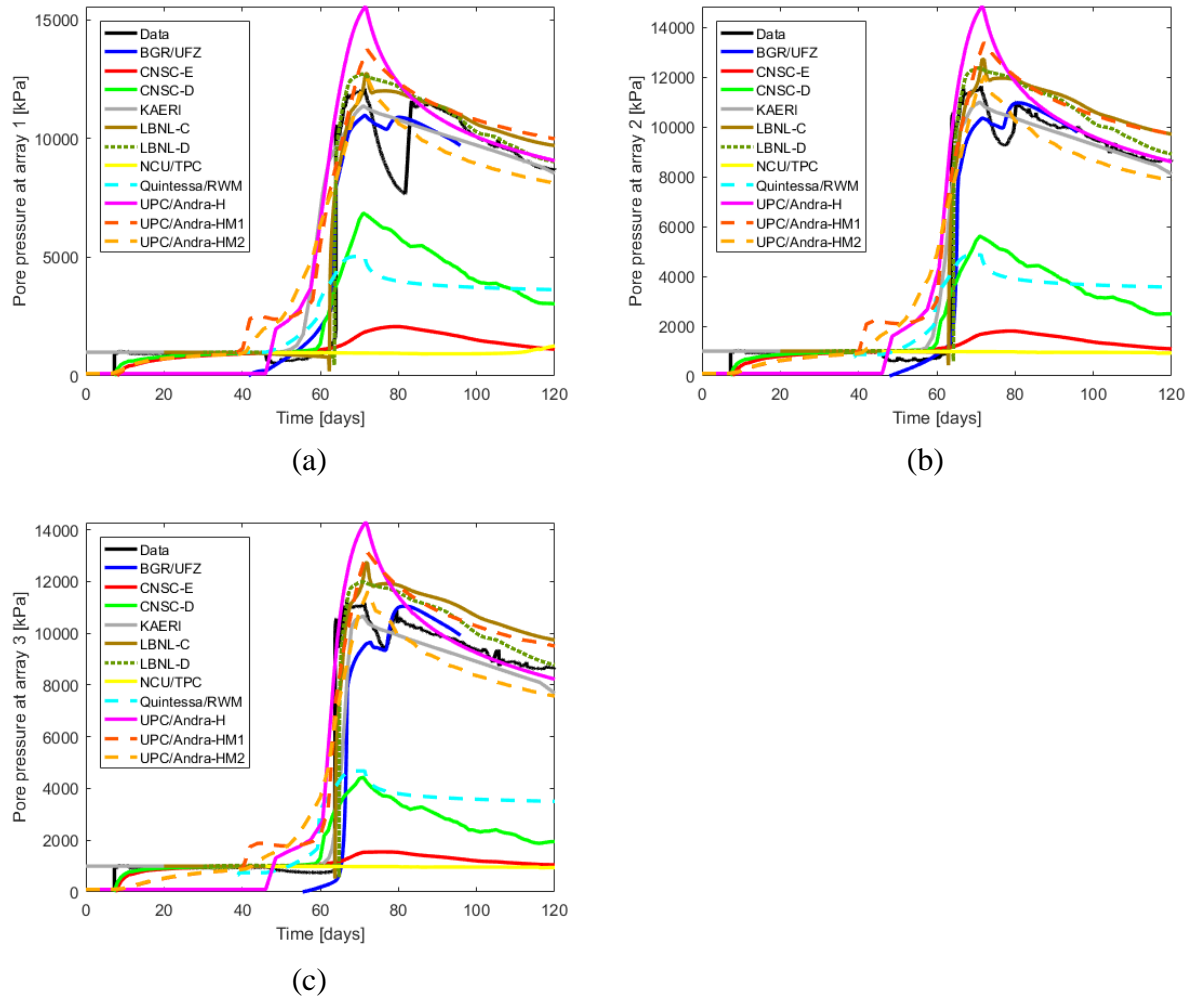 Pore pressure at array 1 [kPa]
15000
10000
5000
0
Data
BGR/UFZ
CNSC-E
CNSC-D
KAERI
LBNL-C
LBNL-D
NCU/TPC
Quintessa/RWM
UPC/Andra-H
UPC/Andra-HM1
UPC/Andra-HM2
0 20 40 60 80 100 120
Time [days]
(a)
Pore pressure at array 2 [kPa]
14000
12000
10000
8000
6000
4000
2000
0
Data
BGR/UFZ
CNSC-E
CNSC-D
KAERI
LBNL-C
LBNL-D
NCU/TPC
Quintessa/RWM
UPC/Andra-H
UPC/Andra-HM1
UPC/Andra-HM2
0 20 40 60 80 100 120
Time [days]
(b)
Pore pressure at array 3 [kPa]
14000
12000
10000
8000
6000
4000
2000
0
Data
BGR/UFZ
CNSC-E
CNSC-D
KAERI
LBNL-C
LBNL-D
NCU/TPC
Quintessa/RWM
UPC/Andra-H
UPC/Andra-HM1
UPC/Andra-HM2
0 20 40 60 80 100 120
Time [days]
(c)